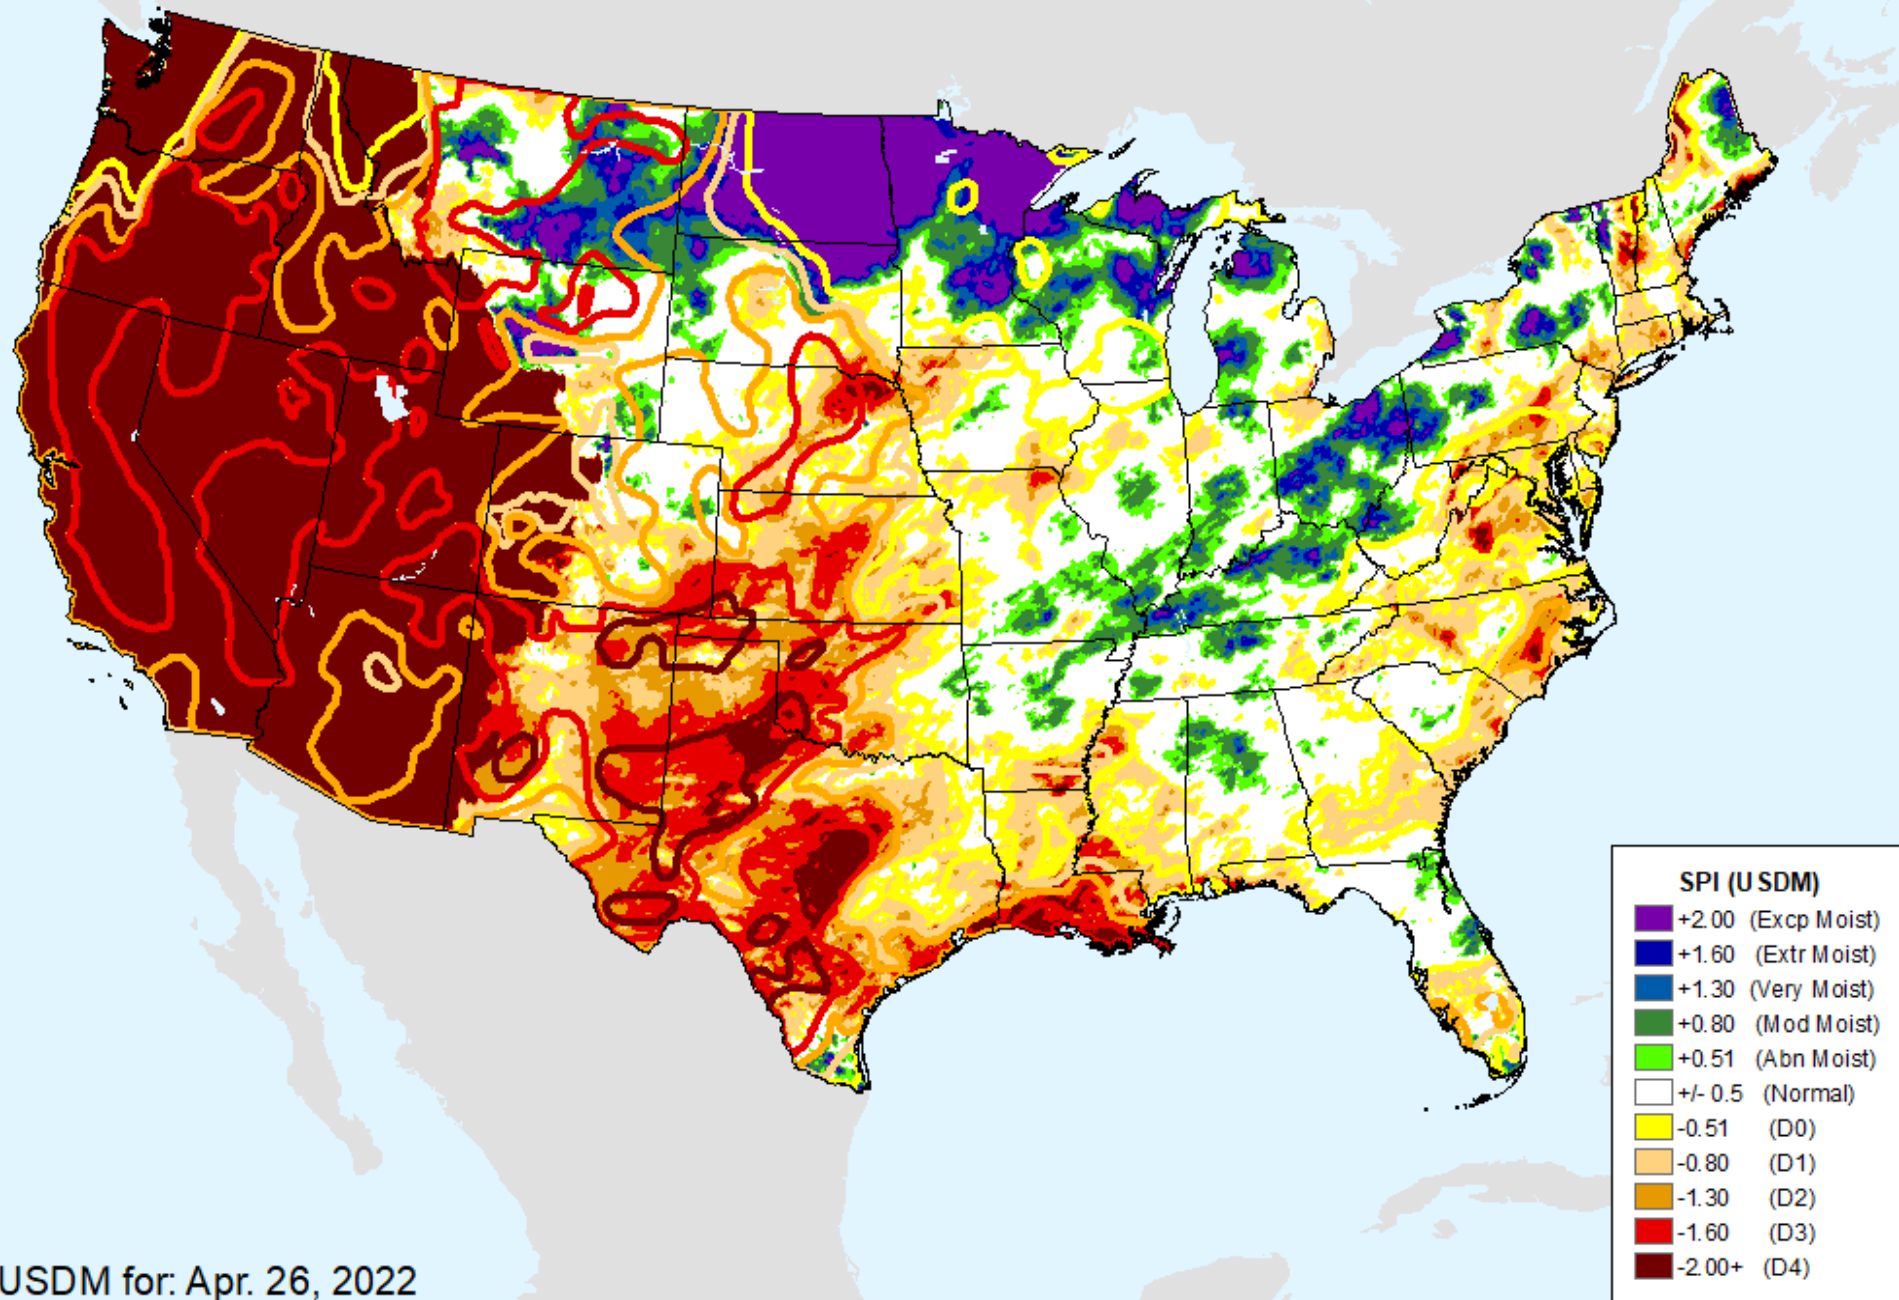 SPI (USDM)
+2.00 (Excp Moist)
+1.60 (Extr Moist)
+1.30 (Very Moist)
+0.80 (Mod Moist)
+0.51 (Abn Moist)
+/- 0.5 (Normal)
-0.51 (D0)
-0.80 (D1)
-1.30 (D2)
-1.60 (D3)
-2.00+ (D4)
USDM for: Apr. 26, 2022